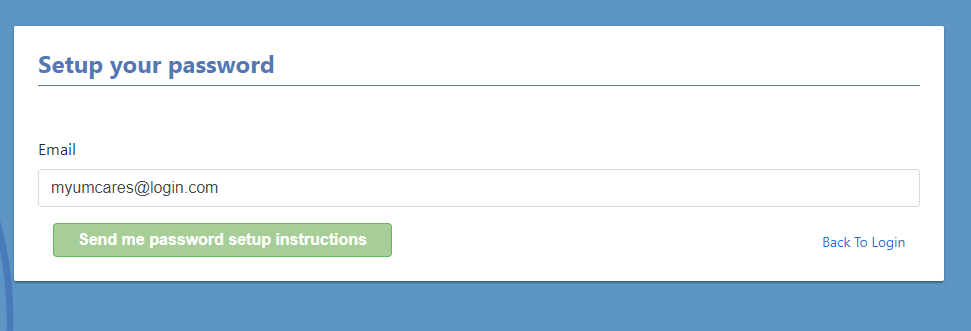 Setup your password
Email
myumcares@login.com
Send me password setup instructions
Back To Login